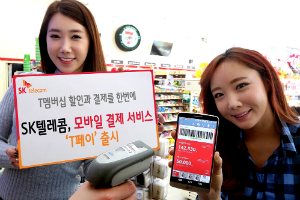 SK telecom
T멤버십 할인과 결제를 한번에
SK텔레콤, 모바일 결제 서비스
‘T페이’ 출시